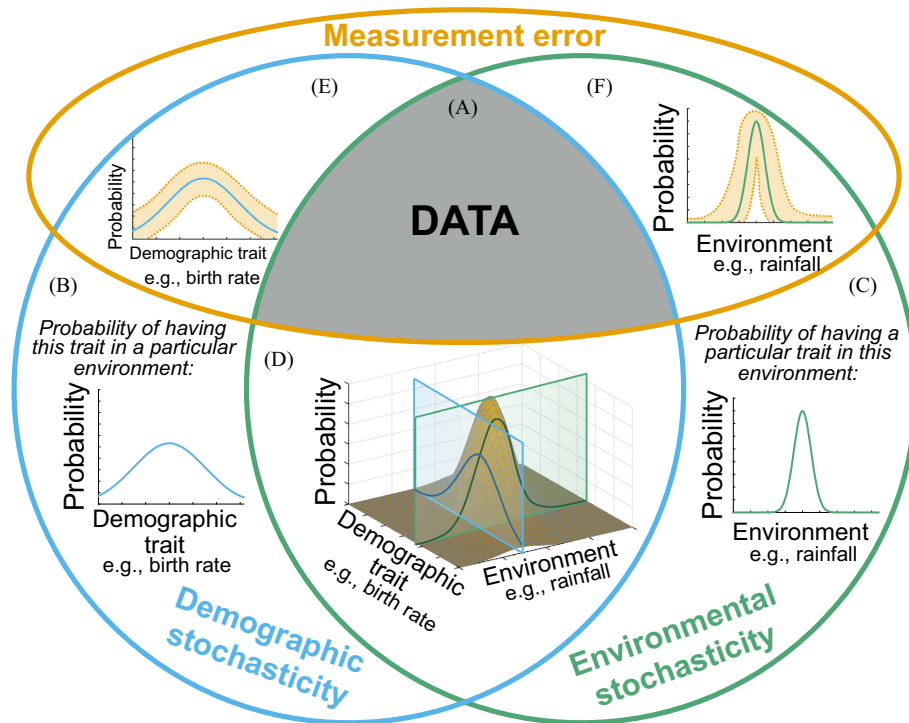 Measurement error
(E)
(A)
(F)
Probability
Demographic trait
e.g., birth rate
DATA
Probability
Environment
e.g., rainfall
(B)
Probability of having
this trait in a particular
environment:
Probability
Demographic
trait
e.g., birth rate
(D)
Probability
Demographic
trait
e.g., birth rate
Environment
e.g., rainfall
(C)
Probability of having a
particular trait in this
environment:
Probability
Environment
e.g., rainfall
Demographic
stochasticity
Environmental
stochasticity